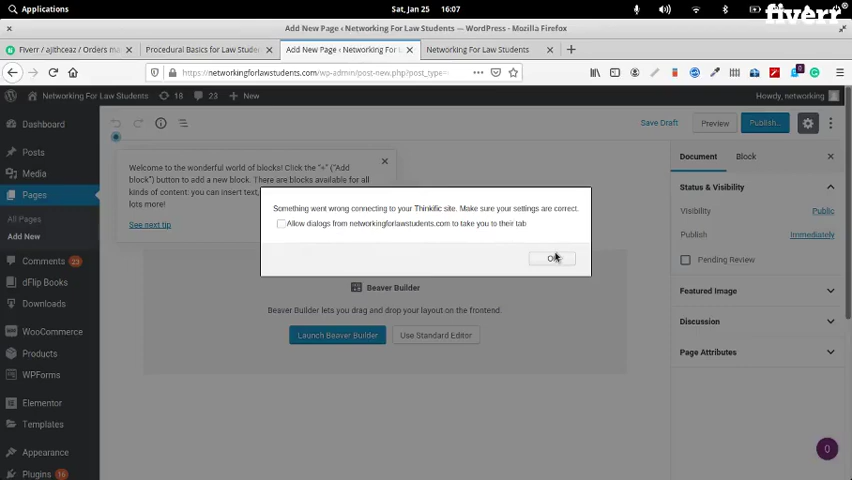 Applications
Sat, Jan 25 16:07
fiverr
Add New Page ‹ Networking For Law Students — WordPress - Mozilla Firefox
Fiverr / ajitheaz / Orders ma
Procedural Basics for Law Studen
Add New Page ‹ Networking For L
Networking For Law Students
https://networkingforlawstudents.com/wp-admin/post-new.php?post_type=
Networking For Law Students
18
23
New
Howdy, networking
Dashboard
Posts
Media
Pages
All Pages
Add New
Comments 23
dFlip Books
Downloads
WooCommerce
Products
WPForms
Elementor
Templates
Appearance
Plugins 16
Save Draft
Preview
Publish...
Welcome to the wonderful world of blocks! Click the "+" ("Add
block") button to add a new block. There are blocks available for all
kinds of content: you can insert text,
lots more!
See next tip
Something went wrong connecting to your Thinkific site. Make sure your settings are correct.
Allow dialogs from networkingforlawstudents.com to take you to their tab
Beaver Builder
Beaver Builder lets you drag and drop your layout on the frontend.
Launch Beaver Builder
Use Standard Editor
Document
Block
Status & Visibility
Visibility
Public
Publish
Immediately
Pending Review
Featured Image
Discussion
Page Attributes
0